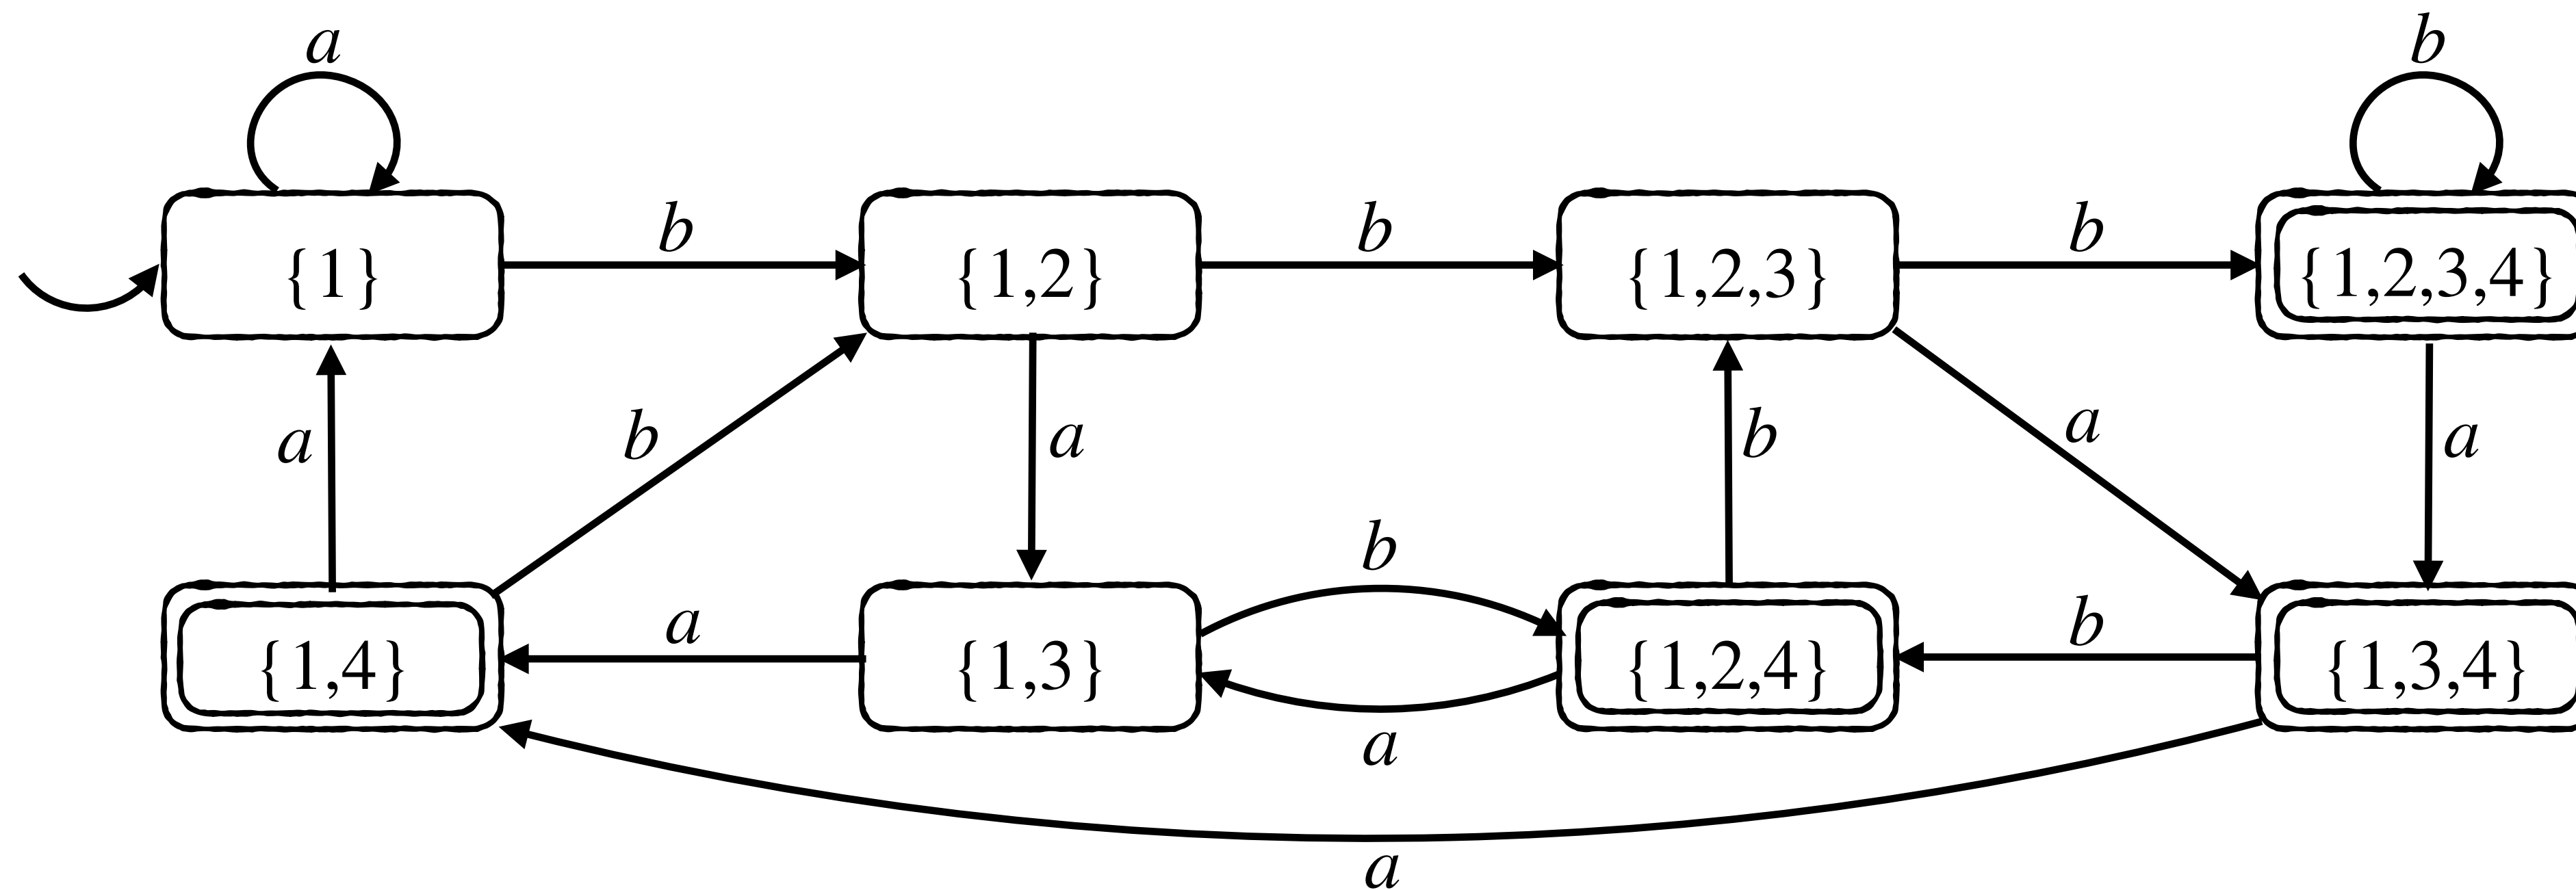 a b
b b b
{1} {1,2} {1,2,3} {1,2,3,4}
a b a b a a
b b
{1,4} a {1,3} {1,2,4} {1,3,4}
a
a